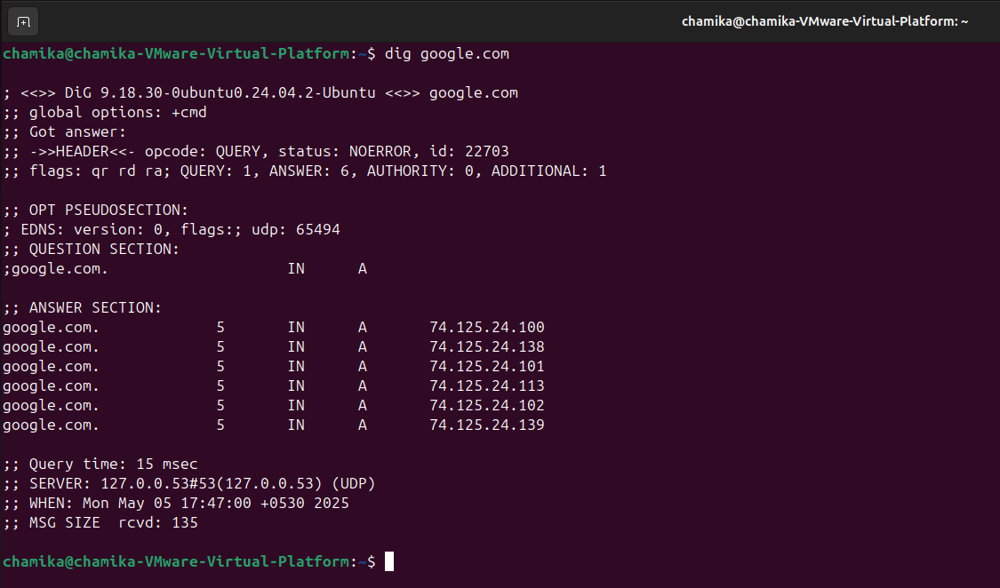 chamika@chamika-VMware-Virtual-Platform: ~
chamika@chamika-VMware-Virtual-Platform:~$ dig google.com
; <<>> DiG 9.18.30-0ubuntu0.24.04.2-Ubuntu <<>> google.com
;; global options: +cmd
;; Got answer:
;; ->>HEADER<<- opcode: QUERY, status: NOERROR, id: 22703
;; flags: qr rd ra; QUERY: 1, ANSWER: 6, AUTHORITY: 0, ADDITIONAL: 1
;; OPT PSEUDOSECTION:
; EDNS: version: 0, flags:; udp: 65494
;; QUESTION SECTION:
;google.com. IN A
;; ANSWER SECTION:
google.com. 5 IN A 74.125.24.100
google.com. 5 IN A 74.125.24.138
google.com. 5 IN A 74.125.24.101
google.com. 5 IN A 74.125.24.113
google.com. 5 IN A 74.125.24.102
google.com. 5 IN A 74.125.24.139
;; Query time: 15 msec
;; SERVER: 127.0.0.53#53(127.0.0.53) (UDP)
;; WHEN: Mon May 05 17:47:00 +0530 2025
;; MSG SIZE  rcvd: 135
chamika@chamika-VMware-Virtual-Platform:~$